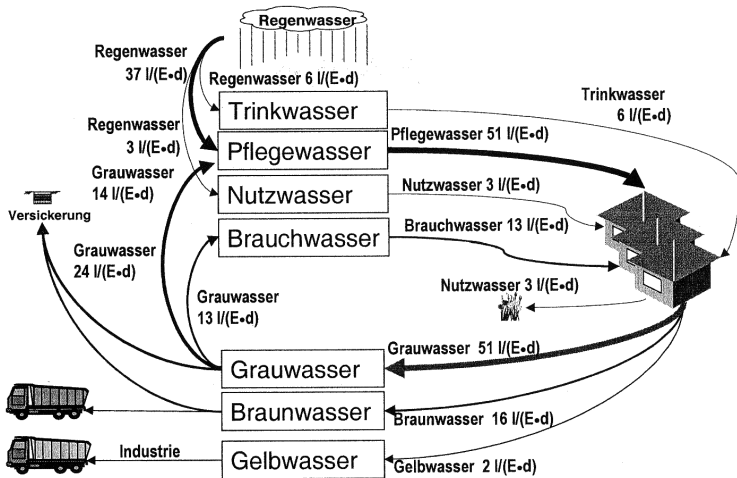 Regenwasser
Regenwasser
37 l/(E•d)
Regenwasser 6 l/(E•d)
Trinkwasser
Trinkwasser
6 l/(E•d)
Regenwasser
3 l/(E•d)
Pflegewasser 51 l/(E•d)
Pflegewasser
Grauwasser
14 l/(E•d)
Nutzwasser
Nutzwasser 3 l/(E•d)
Versickerung
Brauchwasser
Brauchwasser 13 l/(E•d)
Grauwasser
24 l/(E•d)
Grauwasser
13 l/(E•d)
Nutzwasser 3 l/(E•d)
Grauwasser 51 l/(E•d)
Grauwasser
Braunwasser
Braunwasser 16 l/(E•d)
Industrie
Gelbwasser
Gelbwasser 2 l/(E•d)